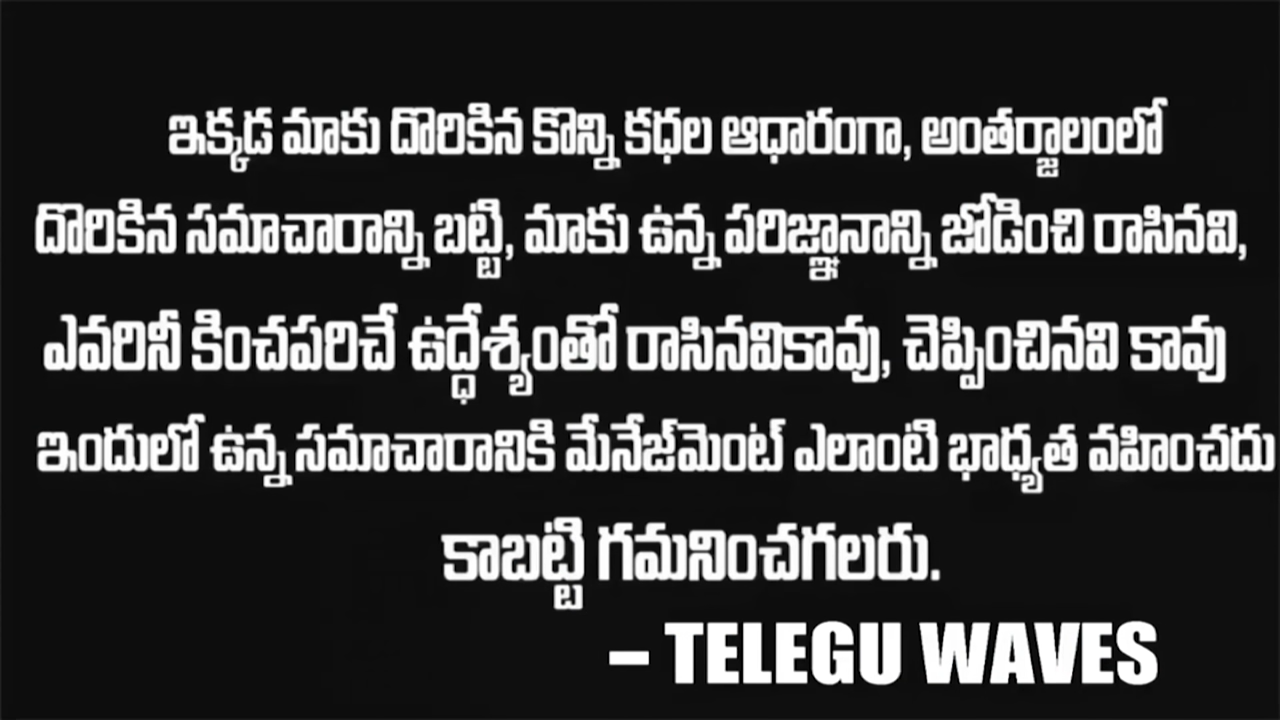 ఇక్కడ మాకు దొరికిన కొన్ని కధల ఆధారంగా, అంతర్జాలంలో
దొరికిన సమాచారాన్ని బట్టి, మాకు ఉన్న పరిజ్ఞానాన్ని జోడించి రాసినవి,
ఎవరినీ కించపరిచే ఉద్ధేశ్యంతో రాసినవికావు, చెప్పించినవి కావు
ఇందులో ఉన్న సమాచారానికి మేనేజ్‌మెంట్ ఎలాంటి భాధ్యత వహించదు
కాబట్టి గమనించగలరు.
– TELEGU WAVES